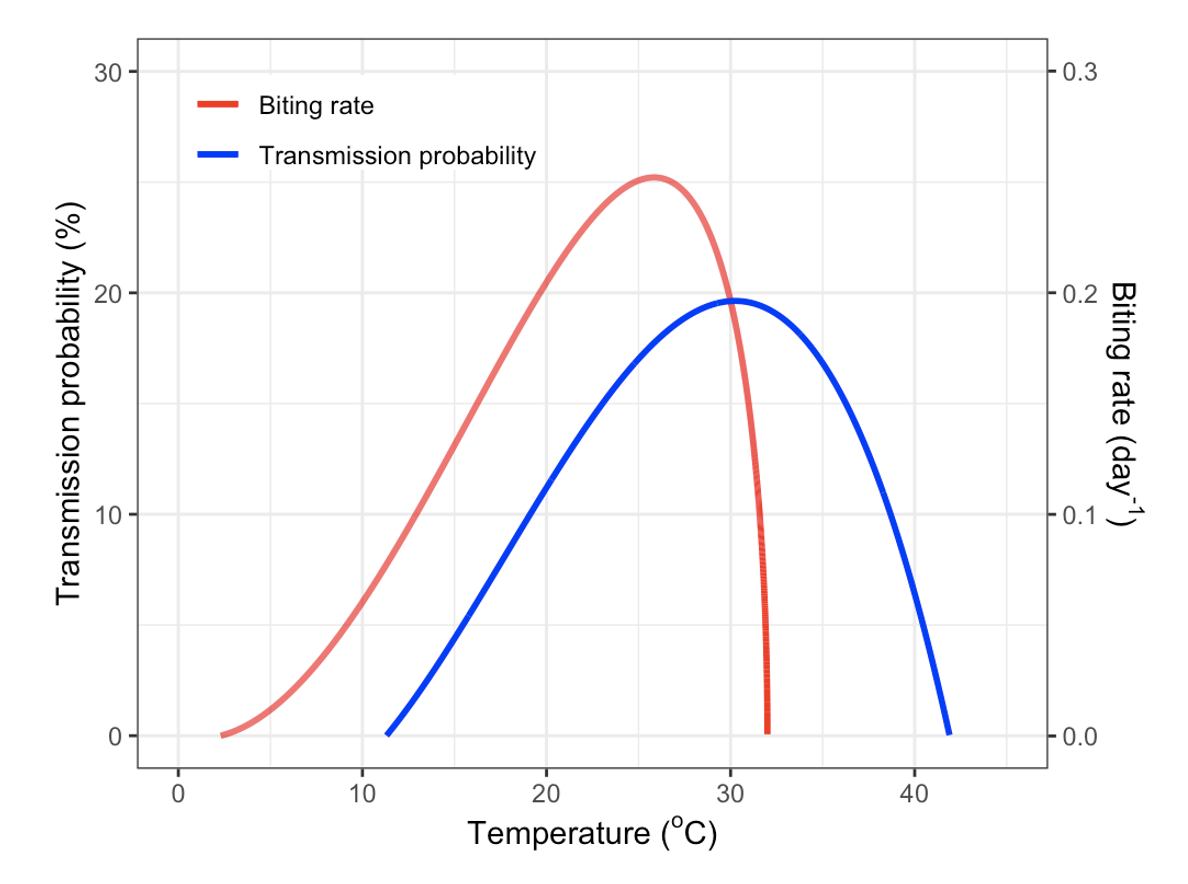 30
20
10
0
Transmission probability (%)
Biting rate
Transmission probability
0.3
0.2
0.1
0.0
Biting rate (day⁻¹)
0 10 20 30 40
Temperature (°C)